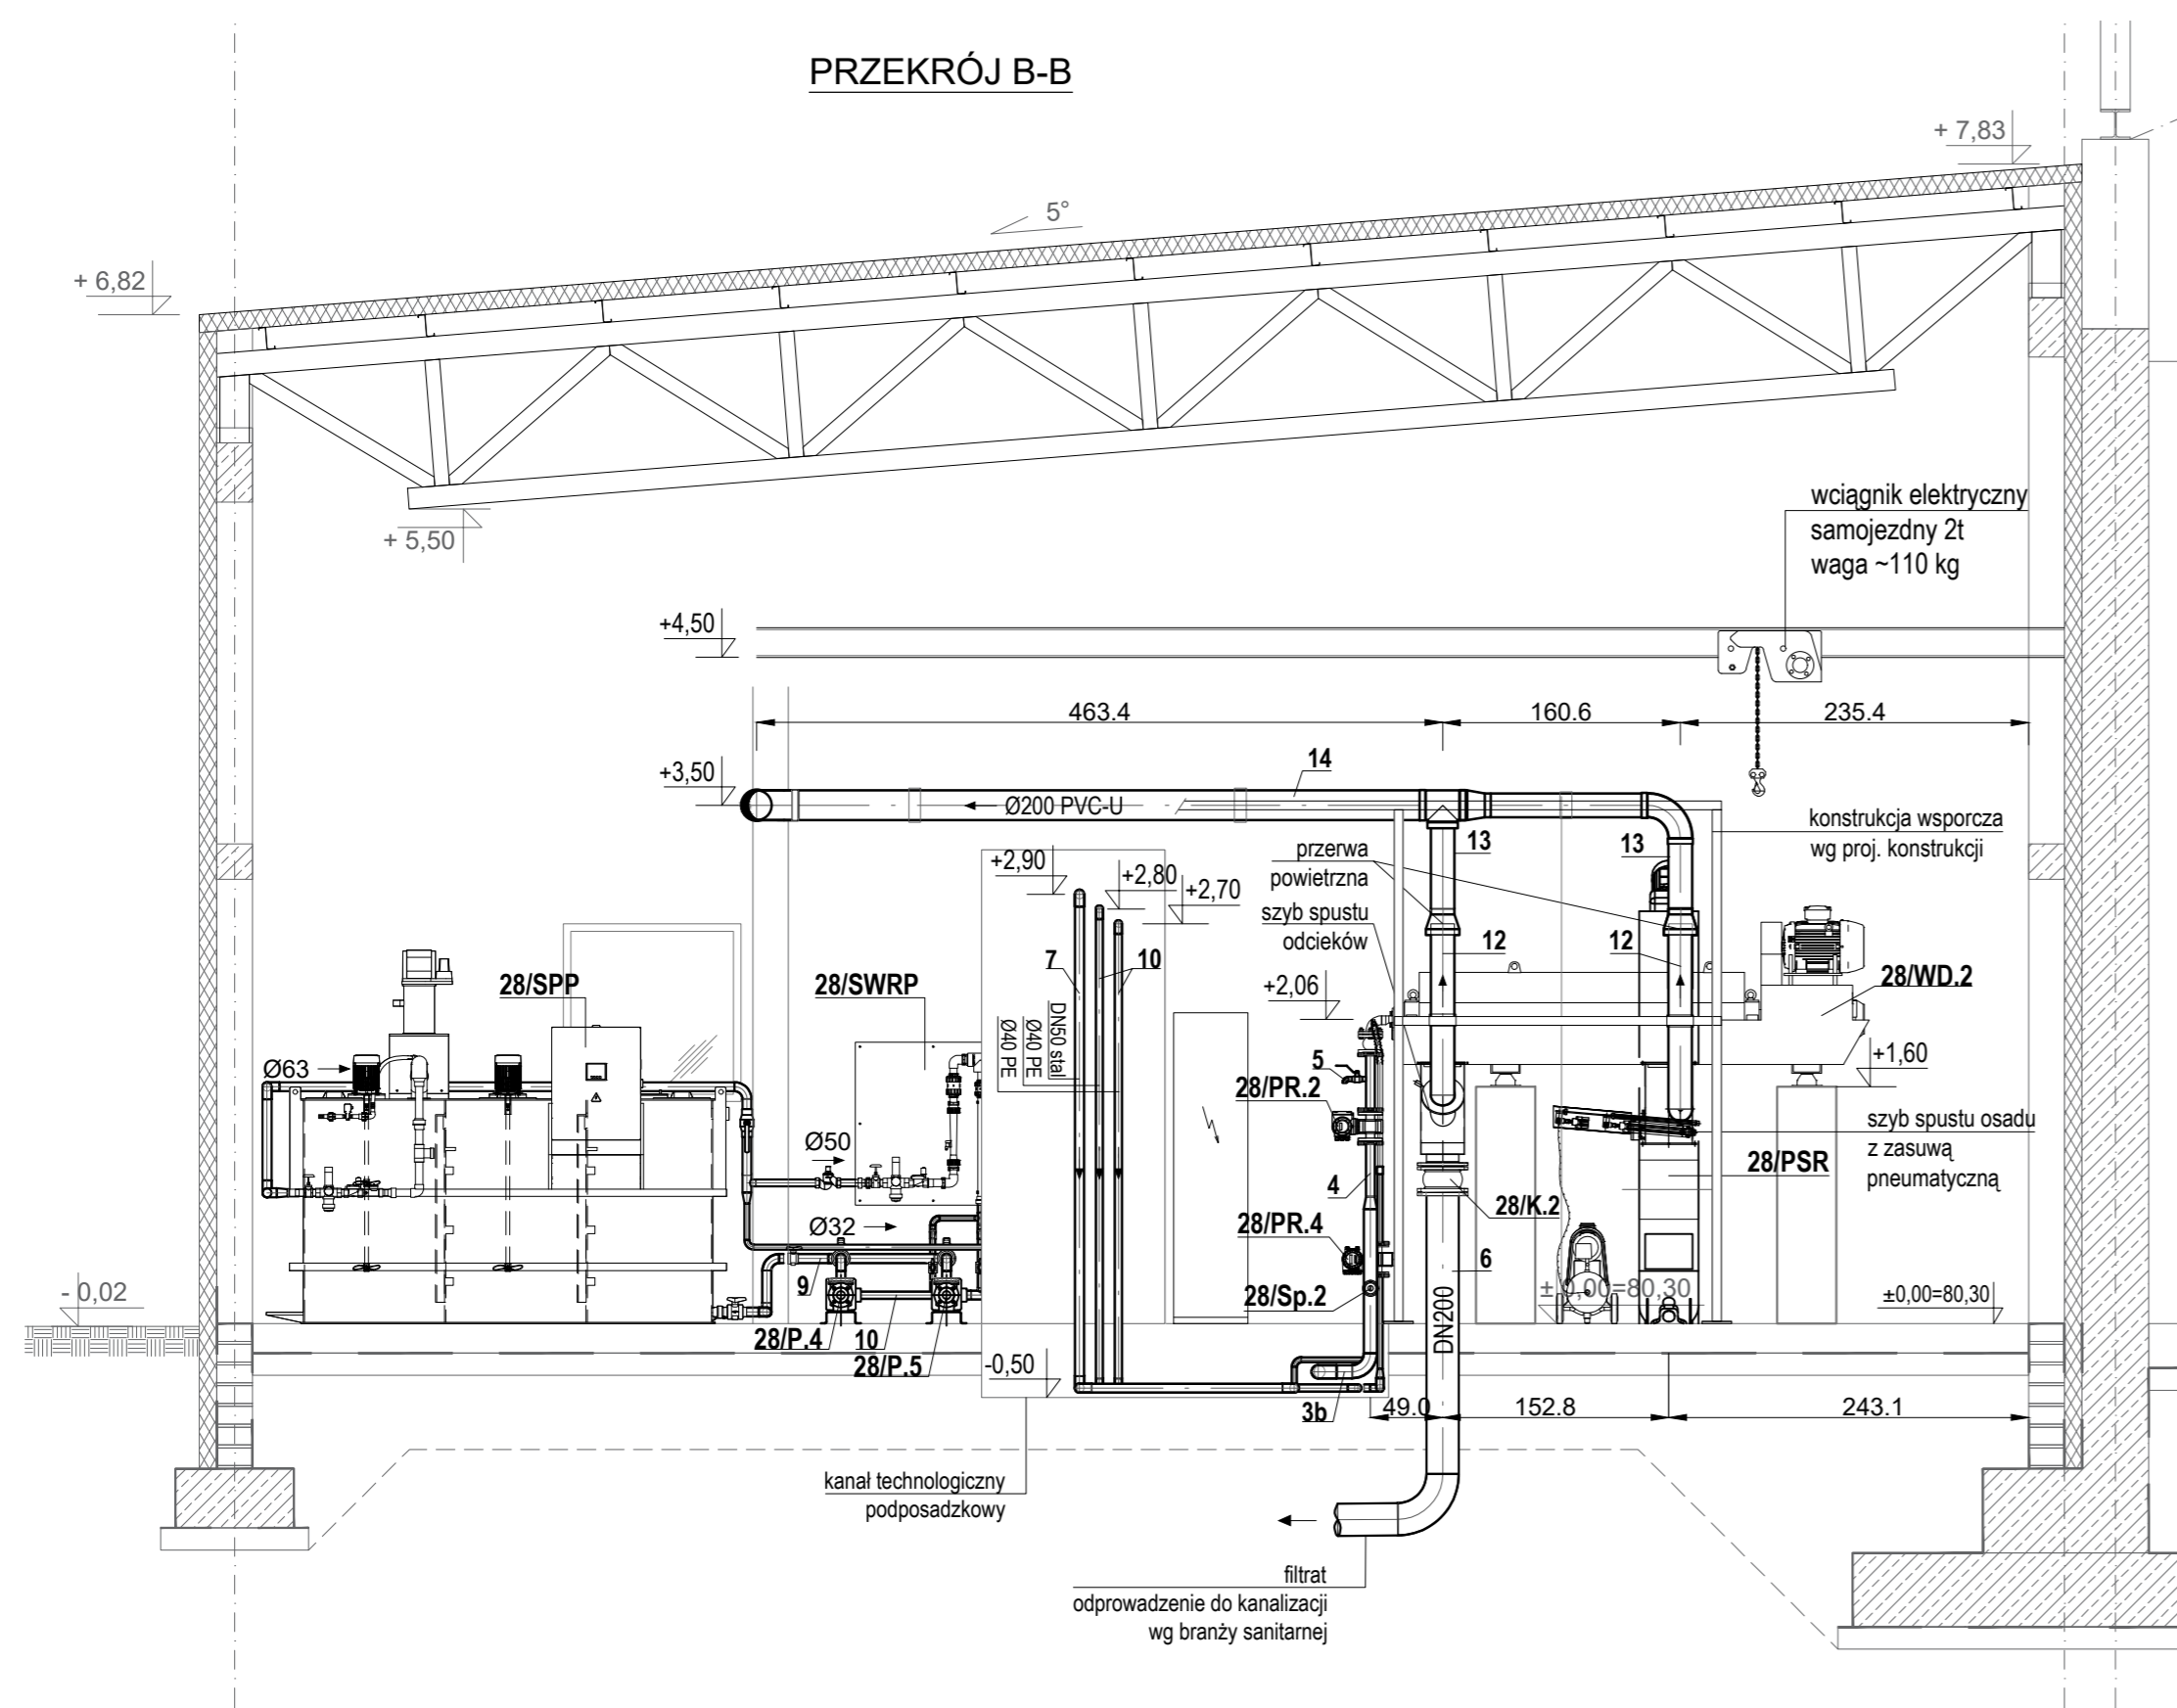 PRZEKRÓJ B-B
+ 7,83
5°
+ 6,82
+ 5,50
wciągnik elektryczny
samojezdny 2t
waga ~110 kg
+4,50
463.4
160.6
235.4
+3,50
14
Ø200 PVC-U
konstrukcja wsporcza
wg proj. konstrukcji
13
13
przerwa
powietrzna
+2,90
+2,80
+2,70
szyb spustu
odcieków
7
10
12
12
28/SPP
28/SWRP
+2,06
28/WD.2
DN50 stal
Ø40 PE
Ø40 PE
Ø63
5
28/PR.2
+1,60
szyb spustu osadu
z zasuwą
pneumatyczną
Ø50
28/PSR
4
28/K.2
Ø32
28/PR.4
6
9
28/Sp.2
- 0,02
±0,00=80,30
±0,00=80,30
28/P.4
10
28/P.5
DN200
-0,50
3b
49.0
152.8
243.1
kanał technologiczny
podposadzkowy
filtrat
odprowadzenie do kanalizacji
wg branży sanitarnej